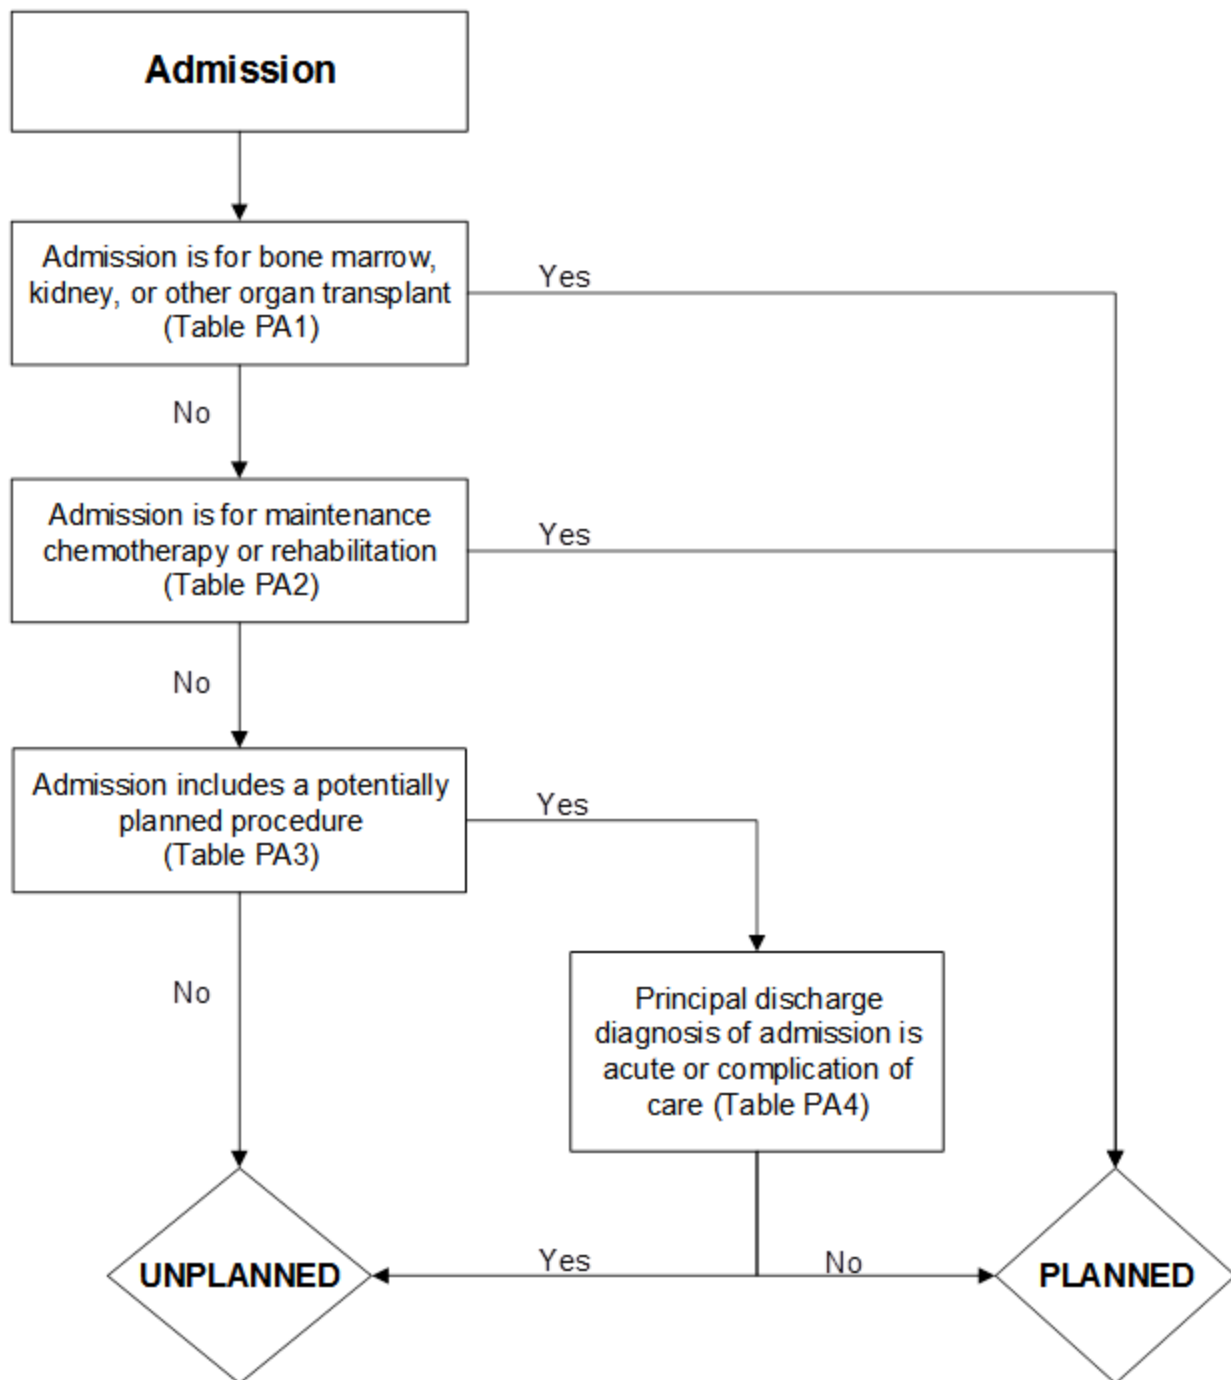 Admission
Admission is for bone marrow,
kidney, or other organ transplant
(Table PA1)
Yes
No
Admission is for maintenance
chemotherapy or rehabilitation
(Table PA2)
Yes
No
Admission includes a potentially
planned procedure
(Table PA3)
Yes
No
Principal discharge
diagnosis of admission is
acute or complication of
care (Table PA4)
Yes
No
UNPLANNED
PLANNED